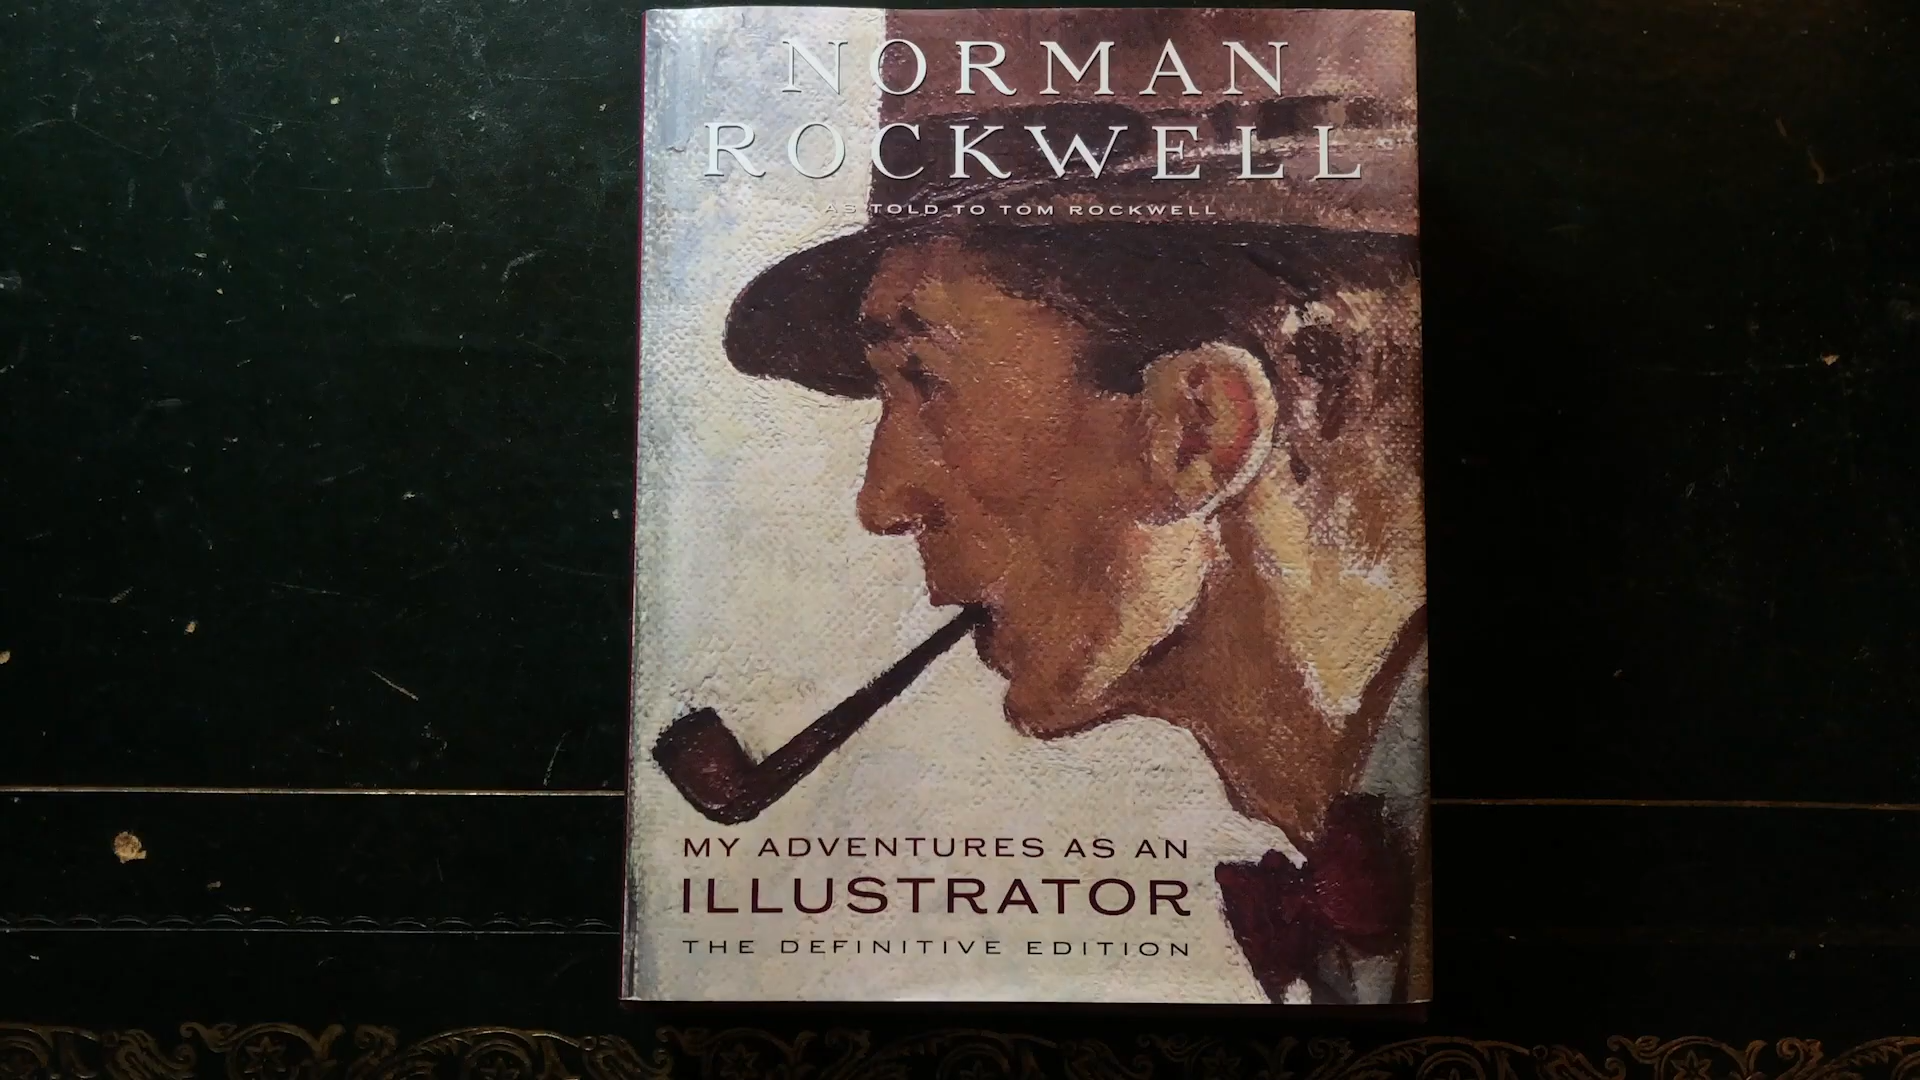 NORMAN
ROCKWELL
AS TOLD TO TOM ROCKWELL
MY ADVENTURES AS AN
ILLUSTRATOR
THE DEFINITIVE EDITION